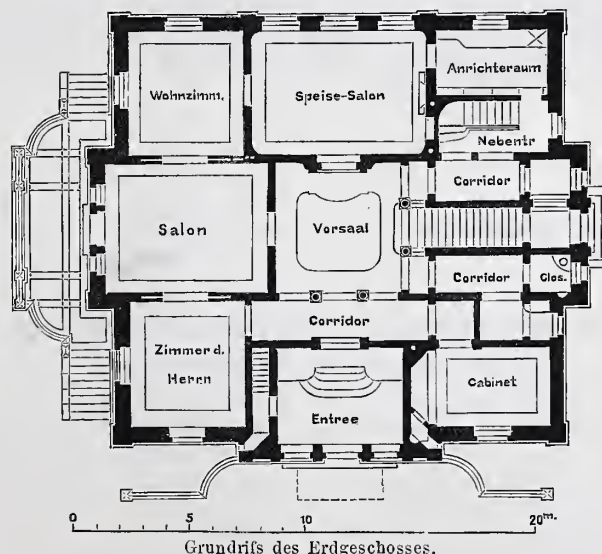 Wohnzimm.
Speise-Salon
Anrichteraum
Nebentr
Corridor
Salon
Vorsaal
Corridor
Clos.
Corridor
Zimmer d.
Herrn
Cabinet
Entree
0 5 10 20m.
Grundriſs des Erdgeschosses.